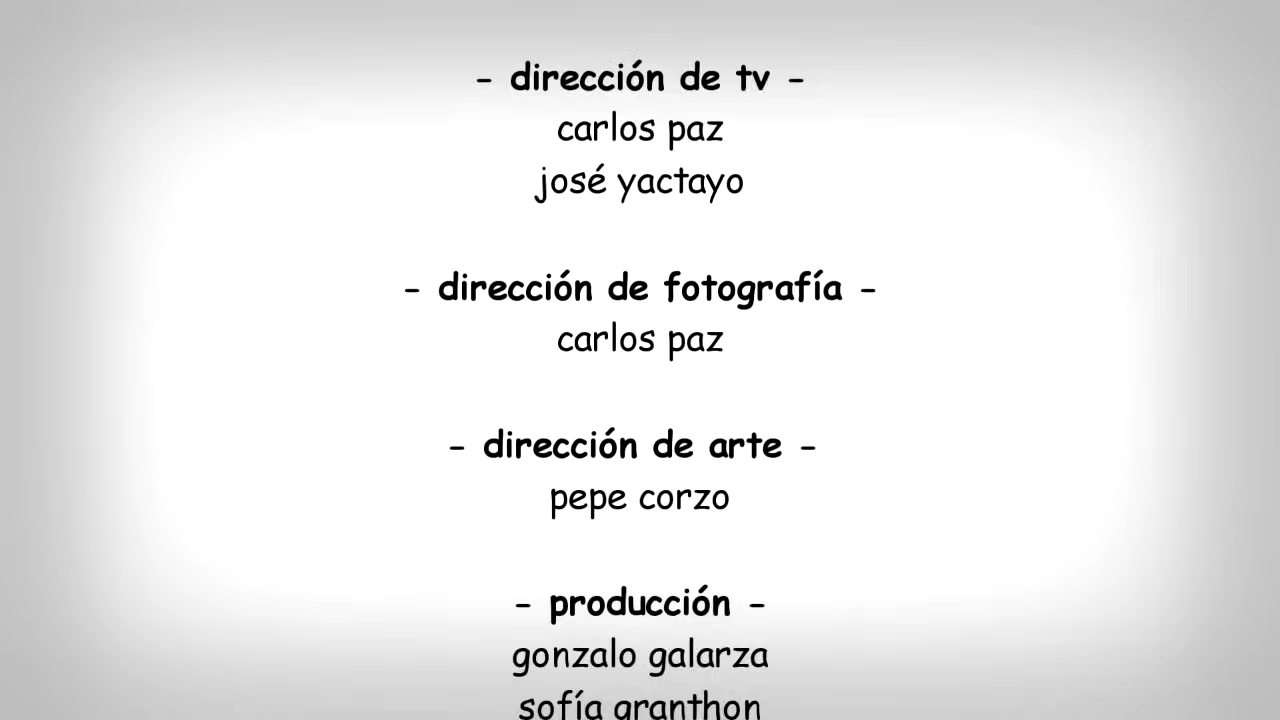 - dirección de tv -
carlos paz
josé yactayo
- dirección de fotografía -
carlos paz
- dirección de arte -
pepe corzo
- producción -
gonzalo galarza
sofía granthon